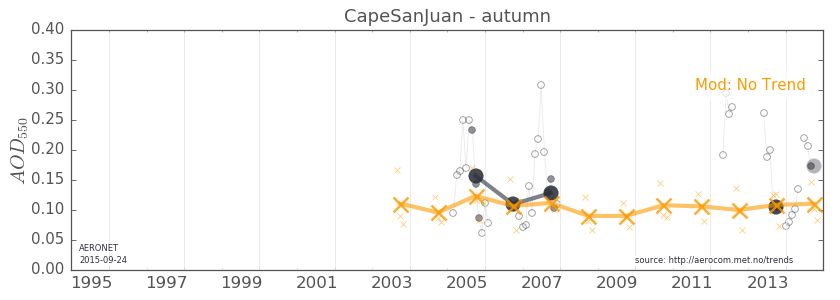 CapeSanJuan - autumn
0.40
0.35
0.30
0.25
0.20
0.15
0.10
0.05
0.00
AOD550
Mod: No Trend
AERONET
2015-09-24
source: http://aerocom.met.no/trends
1995 1997 1999 2001 2003 2005 2007 2009 2011 2013